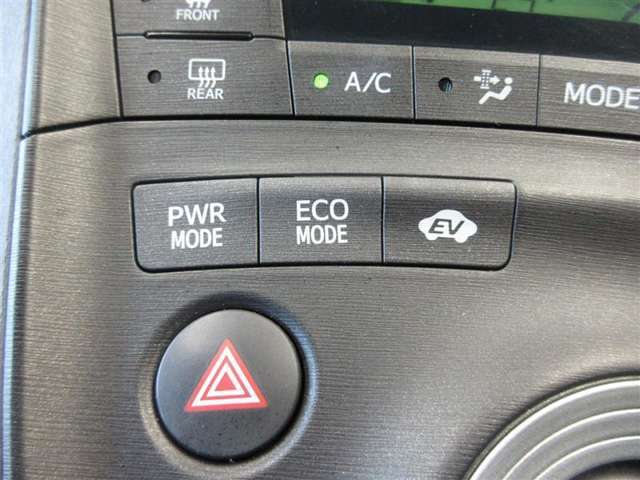 FRONT
REAR
A/C
MODE
PWR
MODE
ECO
MODE
EV